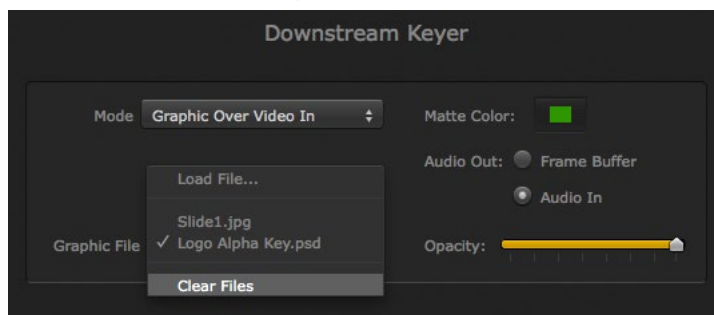 Downstream Keyer
Mode Graphic Over Video In
Matte Color:
Audio Out: Frame Buffer
Audio In
Load File...
Slide1.jpg
Graphic File ✓ Logo Alpha Key.psd
Opacity:
Clear Files